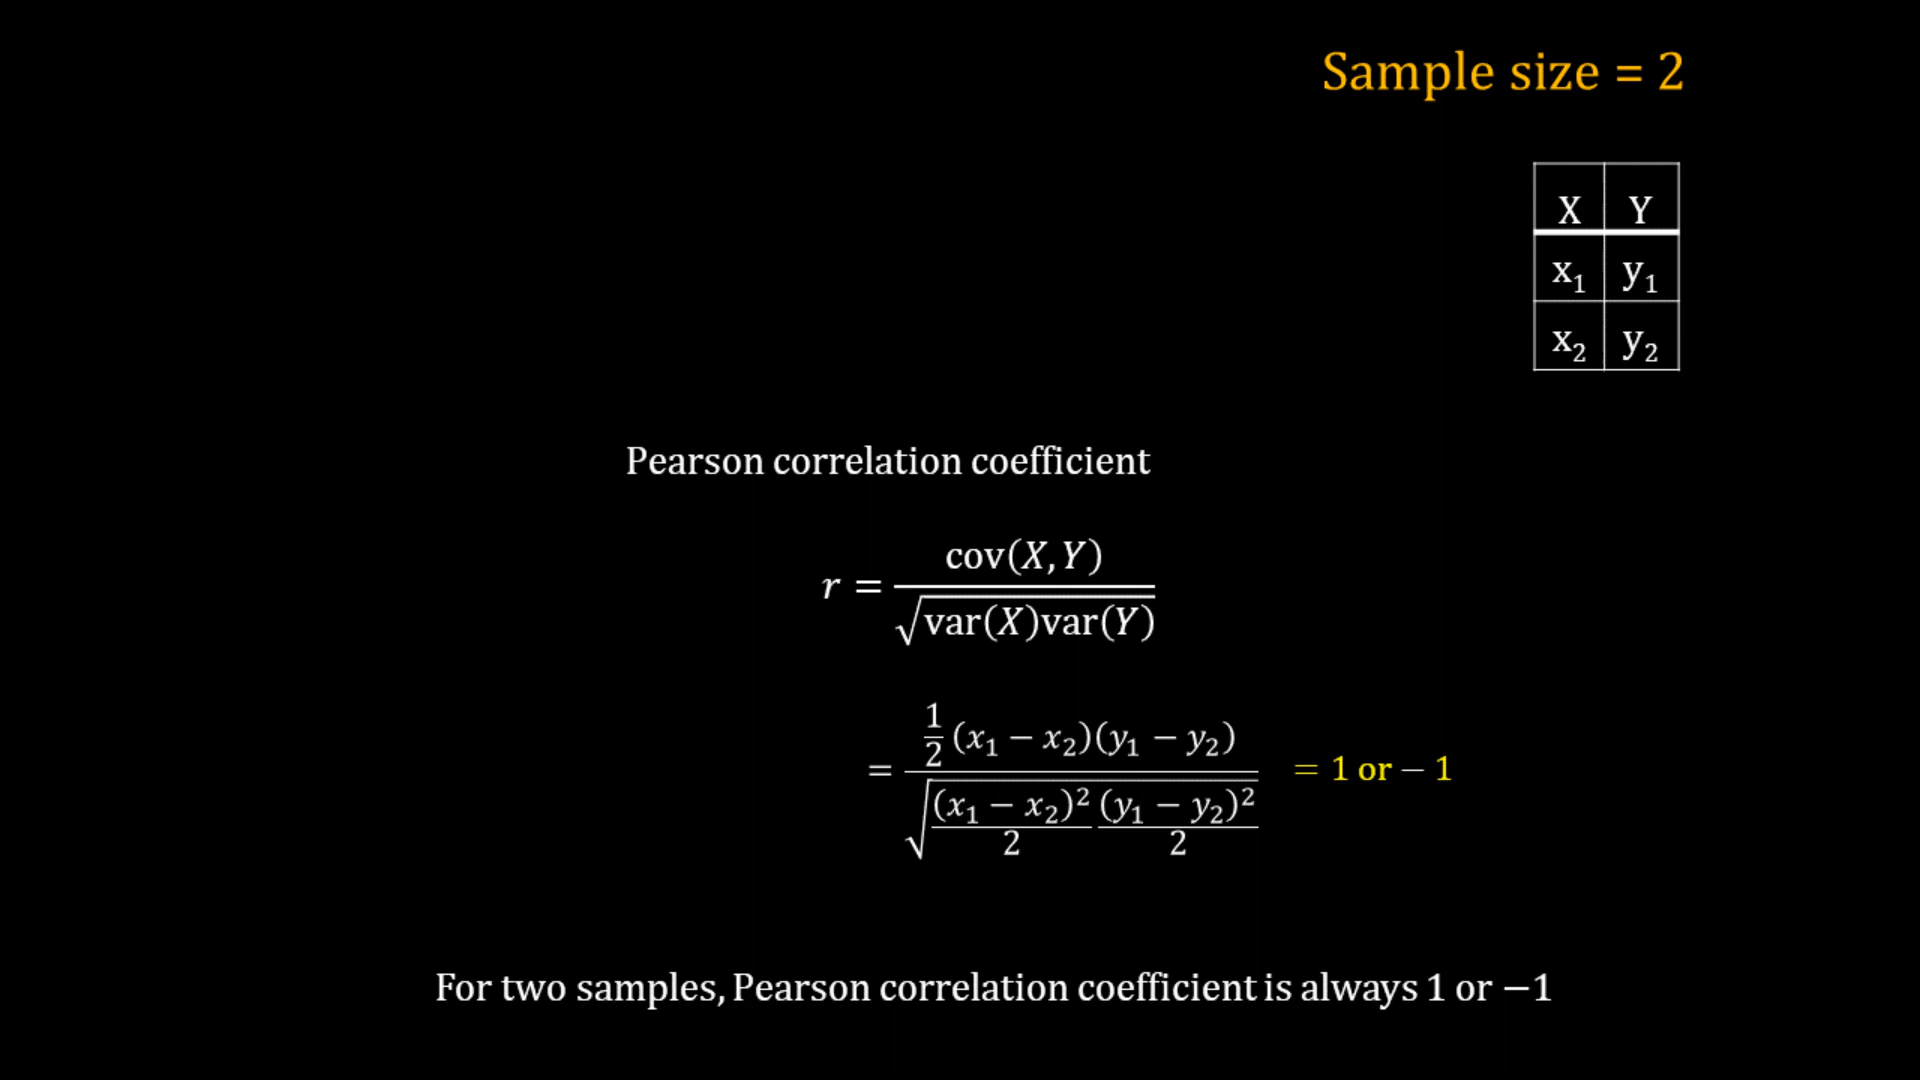 Sample size = 2
X Y
x₁ y₁
x₂ y₂
Pearson correlation coefficient
r = cov(X, Y) / √(var(X)var(Y))
= ½ (x₁ − x₂)(y₁ − y₂) / √((x₁ − x₂)²/2 (y₁ − y₂)²/2) = 1 or − 1
For two samples, Pearson correlation coefficient is always 1 or −1